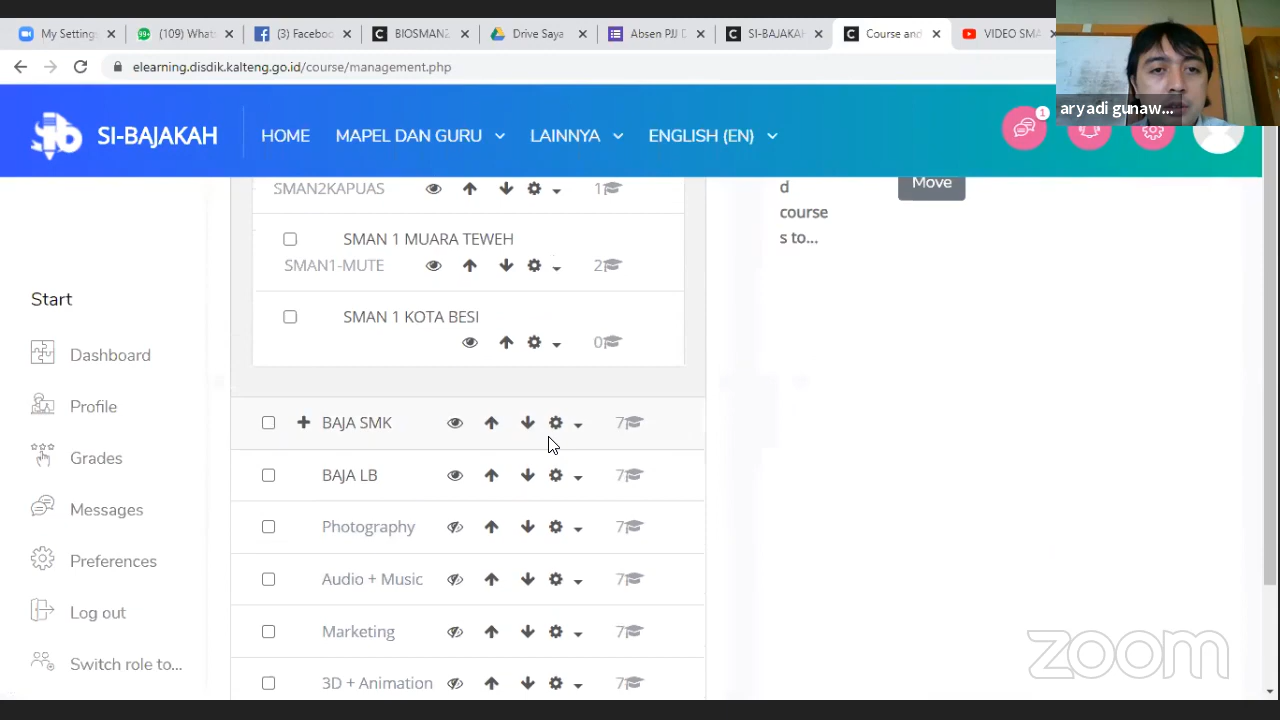 My Setting
(109) Whats
(3) Faceboo
BIOSMAN2
Drive Saya
Absen PJJ D
SI-BAJAKAH
Course and
VIDEO SMA
elearning.disdik.kalteng.go.id/course/management.php
aryadi gunaw...
SI-BAJAKAH
HOME
MAPEL DAN GURU
LAINNYA
ENGLISH (EN)
1
SMAN2KAPUAS
1
d
course
s to...
Move
SMAN 1 MUARA TEWEH
SMAN1-MUTE
2
SMAN 1 KOTA BESI
0
Start
Dashboard
Profile
Grades
Messages
Preferences
Log out
Switch role to...
BAJA SMK
7
BAJA LB
7
Photography
7
Audio + Music
7
Marketing
7
3D + Animation
7
zoom